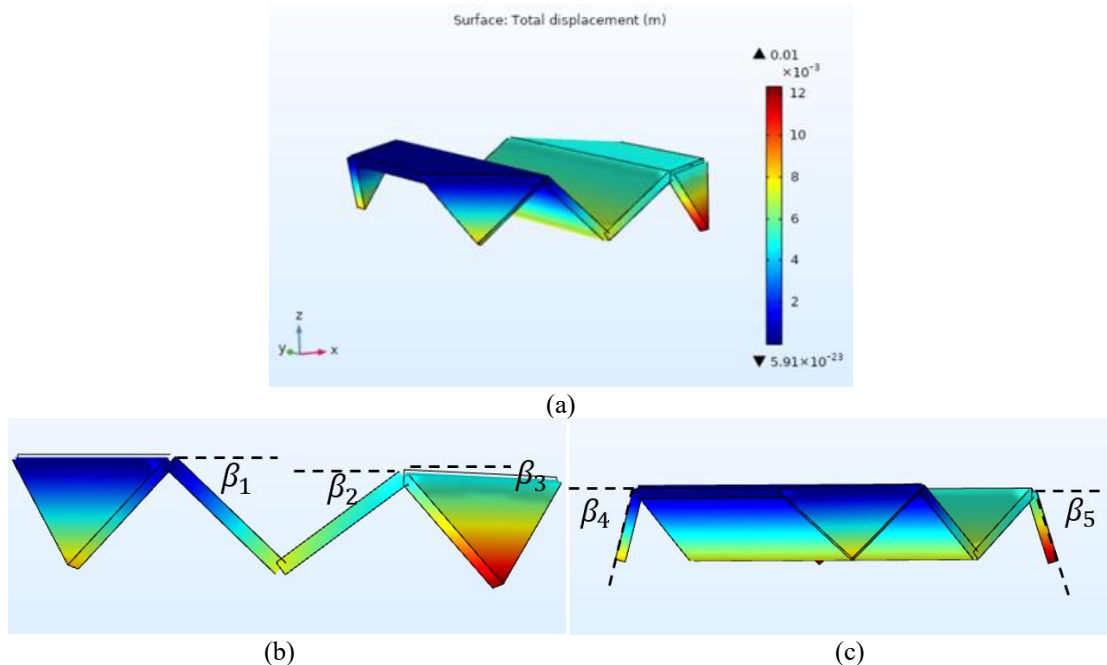 Surface: Total displacement (m)
▲ 0.01
×10⁻³
12
10
8
6
4
2
▼ 5.91×10⁻²³
z
y
x
(a)
β₁
β₂
β₃
β₄
β₅
(b)
(c)